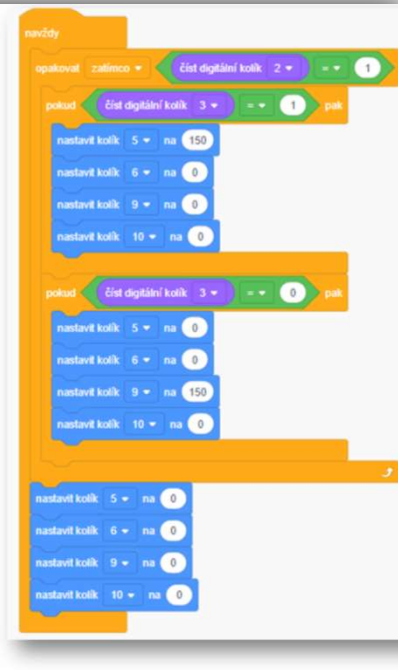 navždy
opakovat zatímco číst digitální kolík 2 = 1
pokud číst digitální kolík 3 = 1 pak
nastavit kolík 5 na 150
nastavit kolík 6 na 0
nastavit kolík 9 na 0
nastavit kolík 10 na 0
pokud číst digitální kolík 3 = 0 pak
nastavit kolík 5 na 0
nastavit kolík 6 na 0
nastavit kolík 9 na 150
nastavit kolík 10 na 0
nastavit kolík 5 na 0
nastavit kolík 6 na 0
nastavit kolík 9 na 0
nastavit kolík 10 na 0